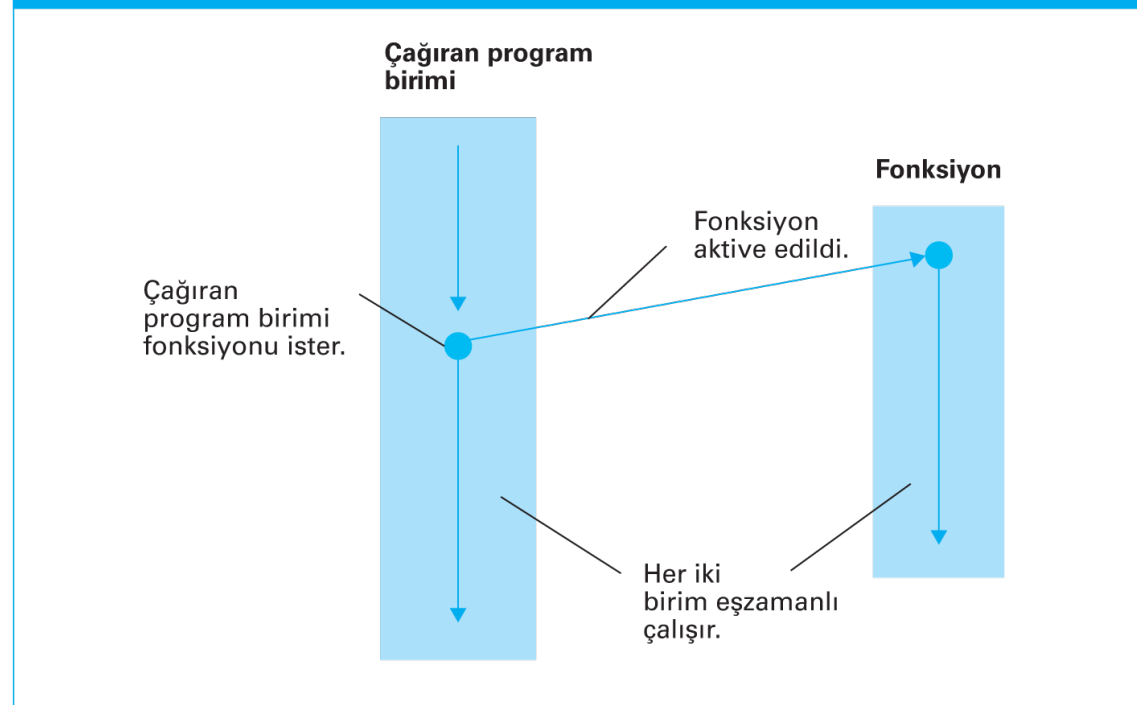 Çağıran program
birimi
Fonksiyon
Fonksiyon
aktive edildi.
Çağıran
program birimi
fonksiyonu ister.
Her iki
birim eşzamanlı
çalışır.